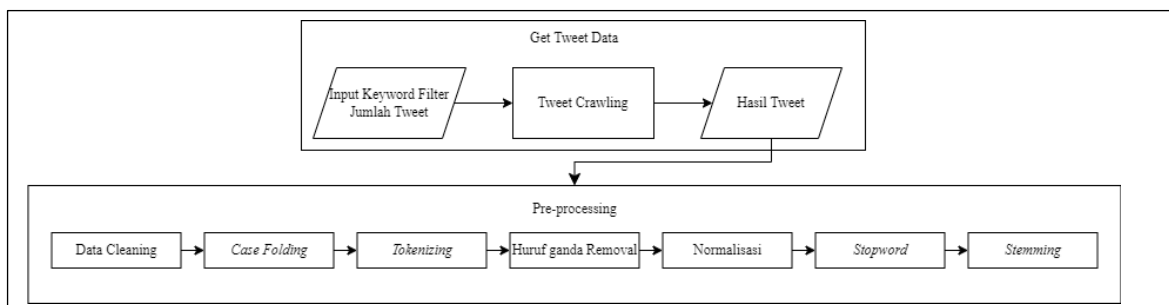 Get Tweet Data
Input Keyword Filter
Jumlah Tweet
Tweet Crawling
Hasil Tweet
Pre-processing
Data Cleaning
Case Folding
Tokenizing
Huruf ganda Removal
Normalisasi
Stopword
Stemming